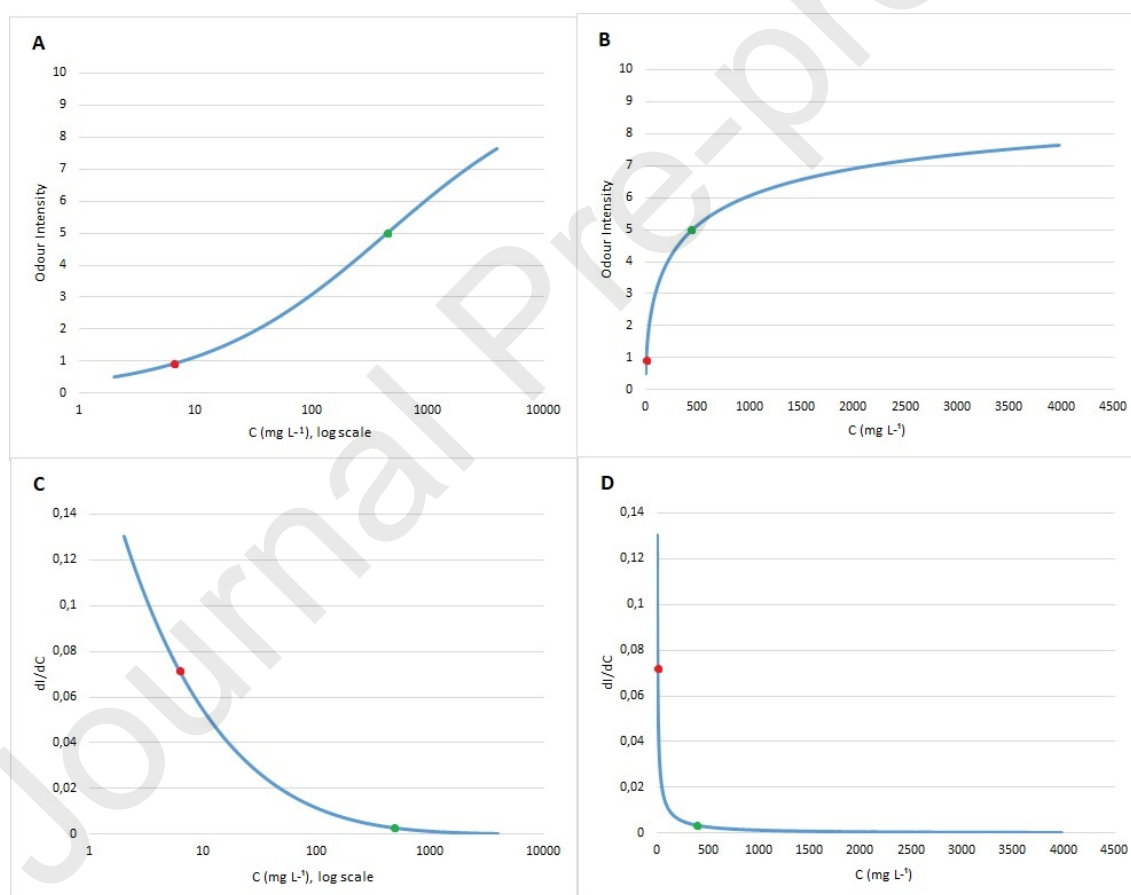 A
10
9
8
7
6
5
4
3
2
1
0
Odour Intensity
1 10 100 1000 10000
C (mg L-¹), log scale
B
10
9
8
7
6
5
4
3
2
1
0
Odour Intensity
0 500 1000 1500 2000 2500 3000 3500 4000 4500
C (mg L-¹)
C
0,14
0,12
0,1
0,08
0,06
0,04
0,02
0
dI/dC
1 10 100 1000 10000
C (mg L-¹), log scale
D
0,14
0,12
0,1
0,08
0,06
0,04
0,02
0
dI/dC
0 500 1000 1500 2000 2500 3000 3500 4000 4500
C (mg L-¹)
Journal Pre-pr